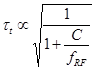 τ_t ∝ √(1 / (1 + C / f_RF))